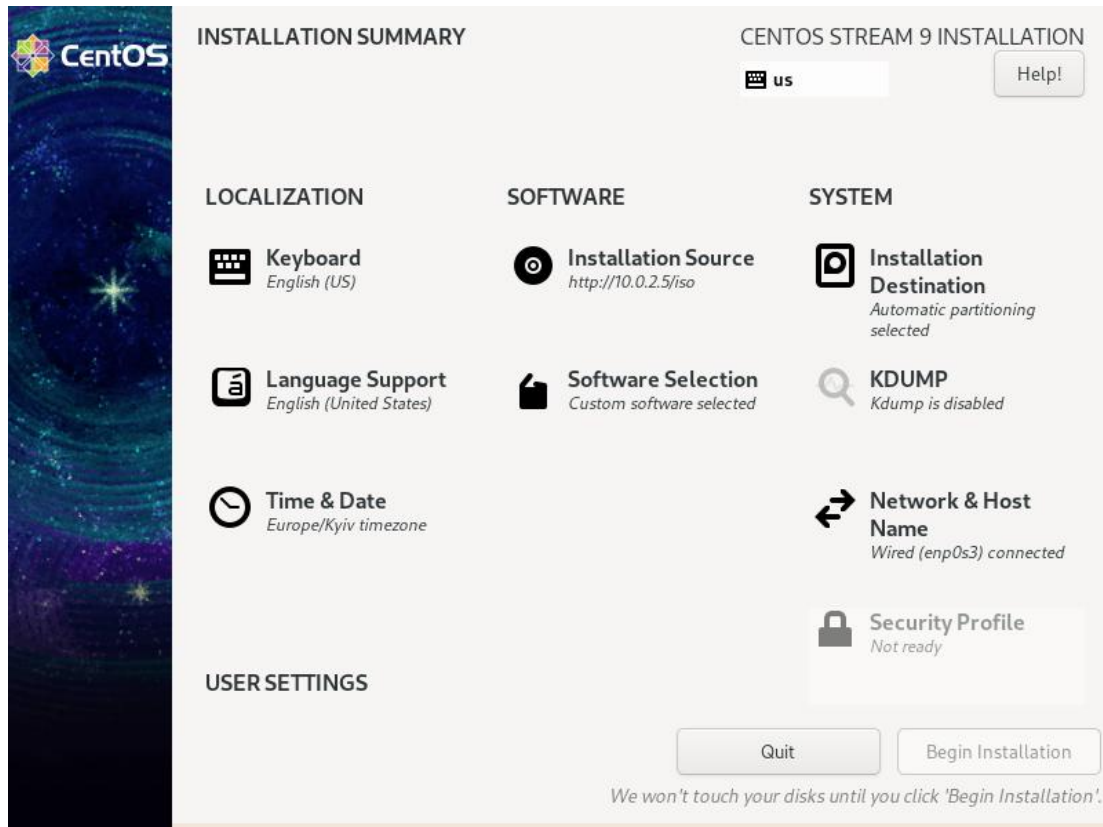 CentOS
INSTALLATION SUMMARY
CENTOS STREAM 9 INSTALLATION
us
Help!
LOCALIZATION
Keyboard
English (US)
Language Support
English (United States)
Time & Date
Europe/Kyiv timezone
SOFTWARE
Installation Source
http://10.0.2.5/iso
Software Selection
Custom software selected
SYSTEM
Installation
Destination
Automatic partitioning
selected
KDUMP
Kdump is disabled
Network & Host
Name
Wired (enp0s3) connected
Security Profile
Not ready
USER SETTINGS
Quit
Begin Installation
We won't touch your disks until you click 'Begin Installation'.